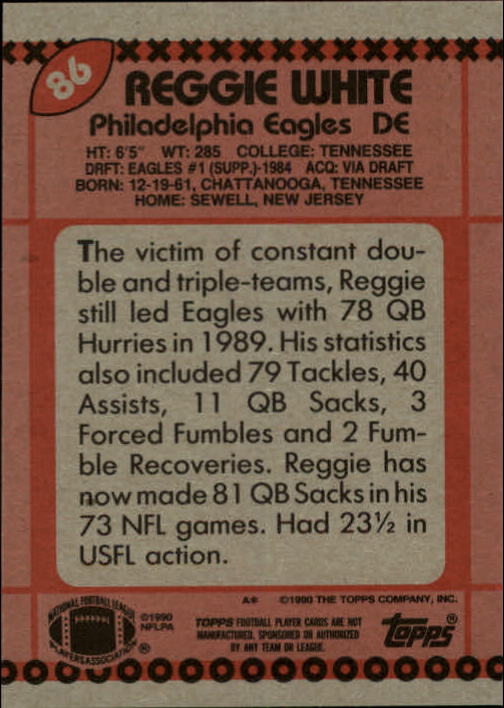 86
REGGIE WHITE
Philadelphia Eagles DE
HT: 6'5" WT: 285 COLLEGE: TENNESSEE
DRFT: EAGLES #1 (SUPP.)-1984 ACQ: VIA DRAFT
BORN: 12-19-61, CHATTANOOGA, TENNESSEE
HOME: SEWELL, NEW JERSEY
The victim of constant dou-
ble and triple-teams, Reggie
still led Eagles with 78 QB
Hurries in 1989. His statistics
also included 79 Tackles, 40
Assists, 11 QB Sacks, 3
Forced Fumbles and 2 Fum-
ble Recoveries. Reggie has
now made 81 QB Sacks in his
73 NFL games. Had 23½ in
USFL action.
A* ©1990 THE TOPPS COMPANY, INC.
NATIONAL FOOTBALL LEAGUE
PLAYERS ASSOCIATION ®
©1990
NFLPA
TOPPS FOOTBALL PLAYER CARDS ARE NOT
MANUFACTURED, SPONSORED OR AUTHORIZED
BY ANY TEAM OR LEAGUE.
topps®